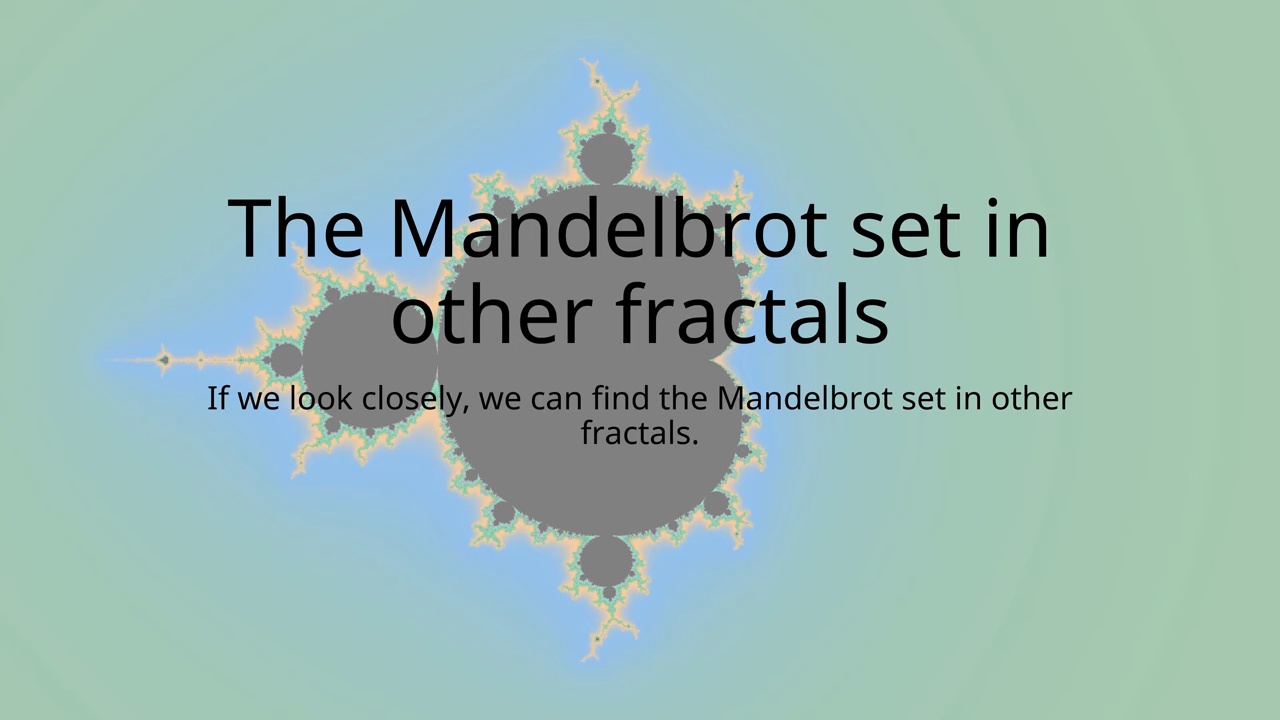 The Mandelbrot set in
other fractals
If we look closely, we can find the Mandelbrot set in other
fractals.